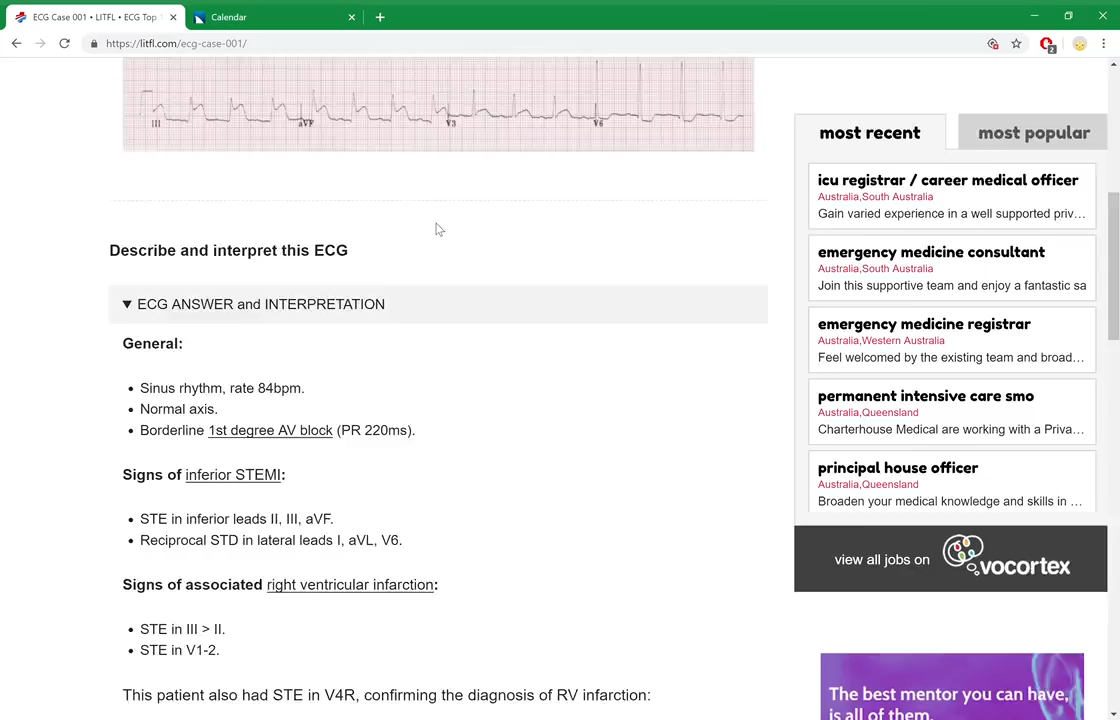 ECG Case 001 • LITFL • ECG Top
Calendar
https://litfl.com/ecg-case-001/
2
III
aVF
V3
V6
Describe and interpret this ECG
▼ ECG ANSWER and INTERPRETATION
General:
• Sinus rhythm, rate 84bpm.
• Normal axis.
• Borderline 1st degree AV block (PR 220ms).
Signs of inferior STEMI:
• STE in inferior leads II, III, aVF.
• Reciprocal STD in lateral leads I, aVL, V6.
Signs of associated right ventricular infarction:
• STE in III > II.
• STE in V1-2.
This patient also had STE in V4R, confirming the diagnosis of RV infarction:
most recent
most popular
icu registrar / career medical officer
Australia,South Australia
Gain varied experience in a well supported priv…
emergency medicine consultant
Australia,South Australia
Join this supportive team and enjoy a fantastic sa
emergency medicine registrar
Australia,Western Australia
Feel welcomed by the existing team and broad…
permanent intensive care smo
Australia,Queensland
Charterhouse Medical are working with a Priva…
principal house officer
Australia,Queensland
Broaden your medical knowledge and skills in …
view all jobs on vocortex
The best mentor you can have,
is all of them.